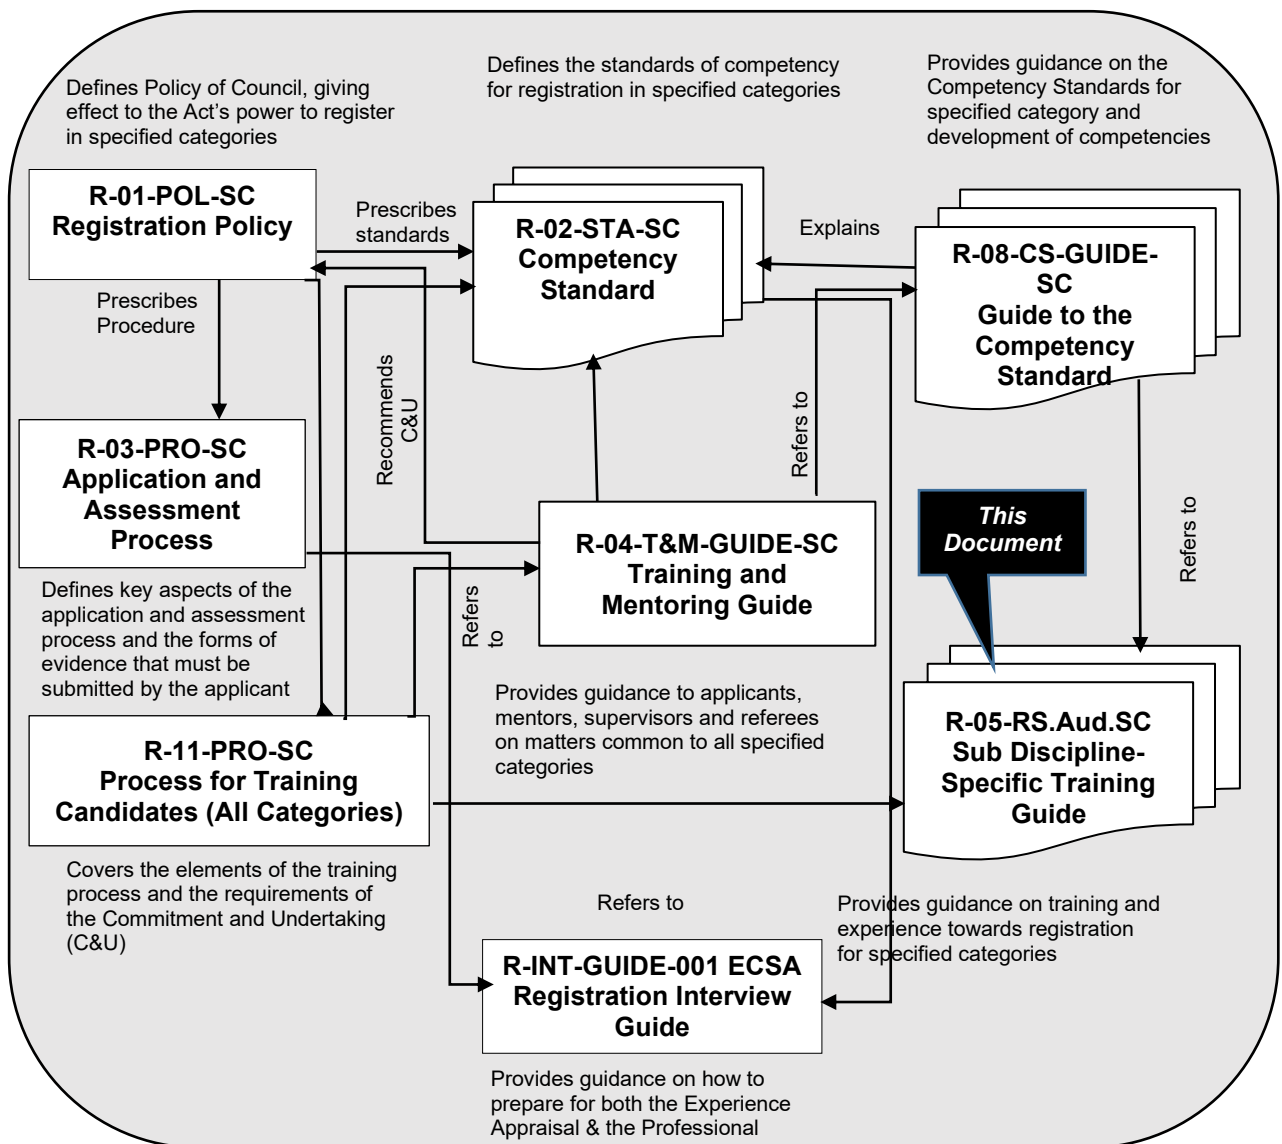 Defines Policy of Council, giving
effect to the Act's power to register
in specified categories
Defines the standards of competency
for registration in specified categories
Provides guidance on the
Competency Standards for
specified category and
development of competencies
R-01-POL-SC
Registration Policy
Prescribes
standards
R-02-STA-SC
Competency
Standard
Explains
R-08-CS-GUIDE-
SC
Guide to the
Competency
Standard
Prescribes
Procedure
Recommends
C&U
Refers to
R-03-PRO-SC
Application and
Assessment
Process
R-04-T&M-GUIDE-SC
Training and
Mentoring Guide
This
Document
Refers to
Defines key aspects of the
application and assessment
process and the forms of
evidence that must be
submitted by the applicant
Refers
to
Provides guidance to applicants,
mentors, supervisors and referees
on matters common to all specified
categories
R-05-RS.Aud.SC
Sub Discipline-
Specific Training
Guide
R-11-PRO-SC
Process for Training
Candidates (All Categories)
Covers the elements of the training
process and the requirements of
the Commitment and Undertaking
(C&U)
Refers to
Provides guidance on training and
experience towards registration
for specified categories
R-INT-GUIDE-001 ECSA
Registration Interview
Guide
Provides guidance on how to
prepare for both the Experience
Appraisal & the Professional